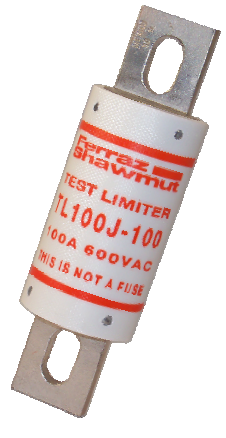 Ferraz
Shawmut
TEST LIMITER
TL100J-100
100A 600VAC
THIS IS NOT A FUSE